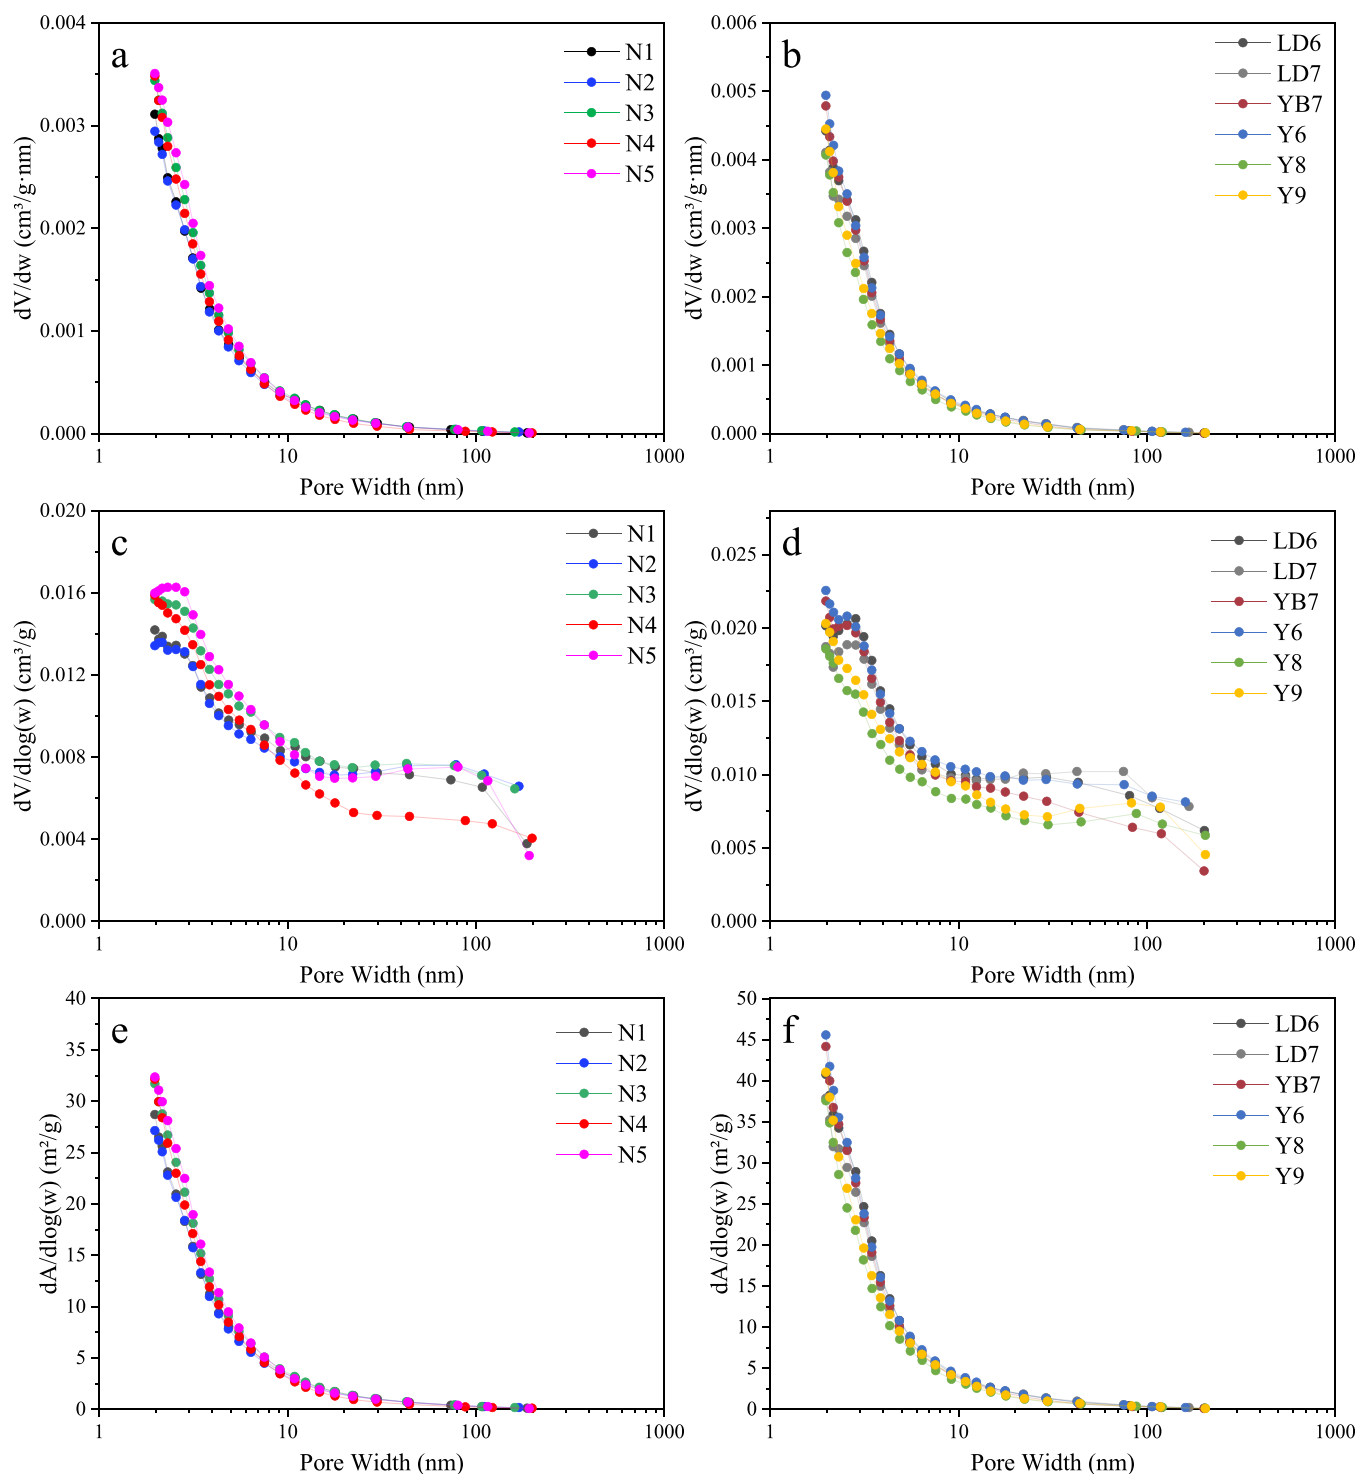 a
0.004
0.003
0.002
0.001
0.000
dV/dw (cm³/g·nm)
1
10
100
1000
Pore Width (nm)
N1
N2
N3
N4
N5
b
0.006
0.005
0.004
0.003
0.002
0.001
0.000
dV/dw (cm³/g·nm)
1
10
100
1000
Pore Width (nm)
LD6
LD7
YB7
Y6
Y8
Y9
c
0.020
0.016
0.012
0.008
0.004
0.000
dV/dlog(w) (cm³/g)
1
10
100
1000
Pore Width (nm)
N1
N2
N3
N4
N5
d
0.025
0.020
0.015
0.010
0.005
0.000
dV/dlog(w) (cm³/g)
1
10
100
1000
Pore Width (nm)
LD6
LD7
YB7
Y6
Y8
Y9
e
40
35
30
25
20
15
10
5
0
dA/dlog(w) (m²/g)
1
10
100
1000
Pore Width (nm)
N1
N2
N3
N4
N5
f
50
45
40
35
30
25
20
15
10
5
0
dA/dlog(w) (m²/g)
1
10
100
1000
Pore Width (nm)
LD6
LD7
YB7
Y6
Y8
Y9